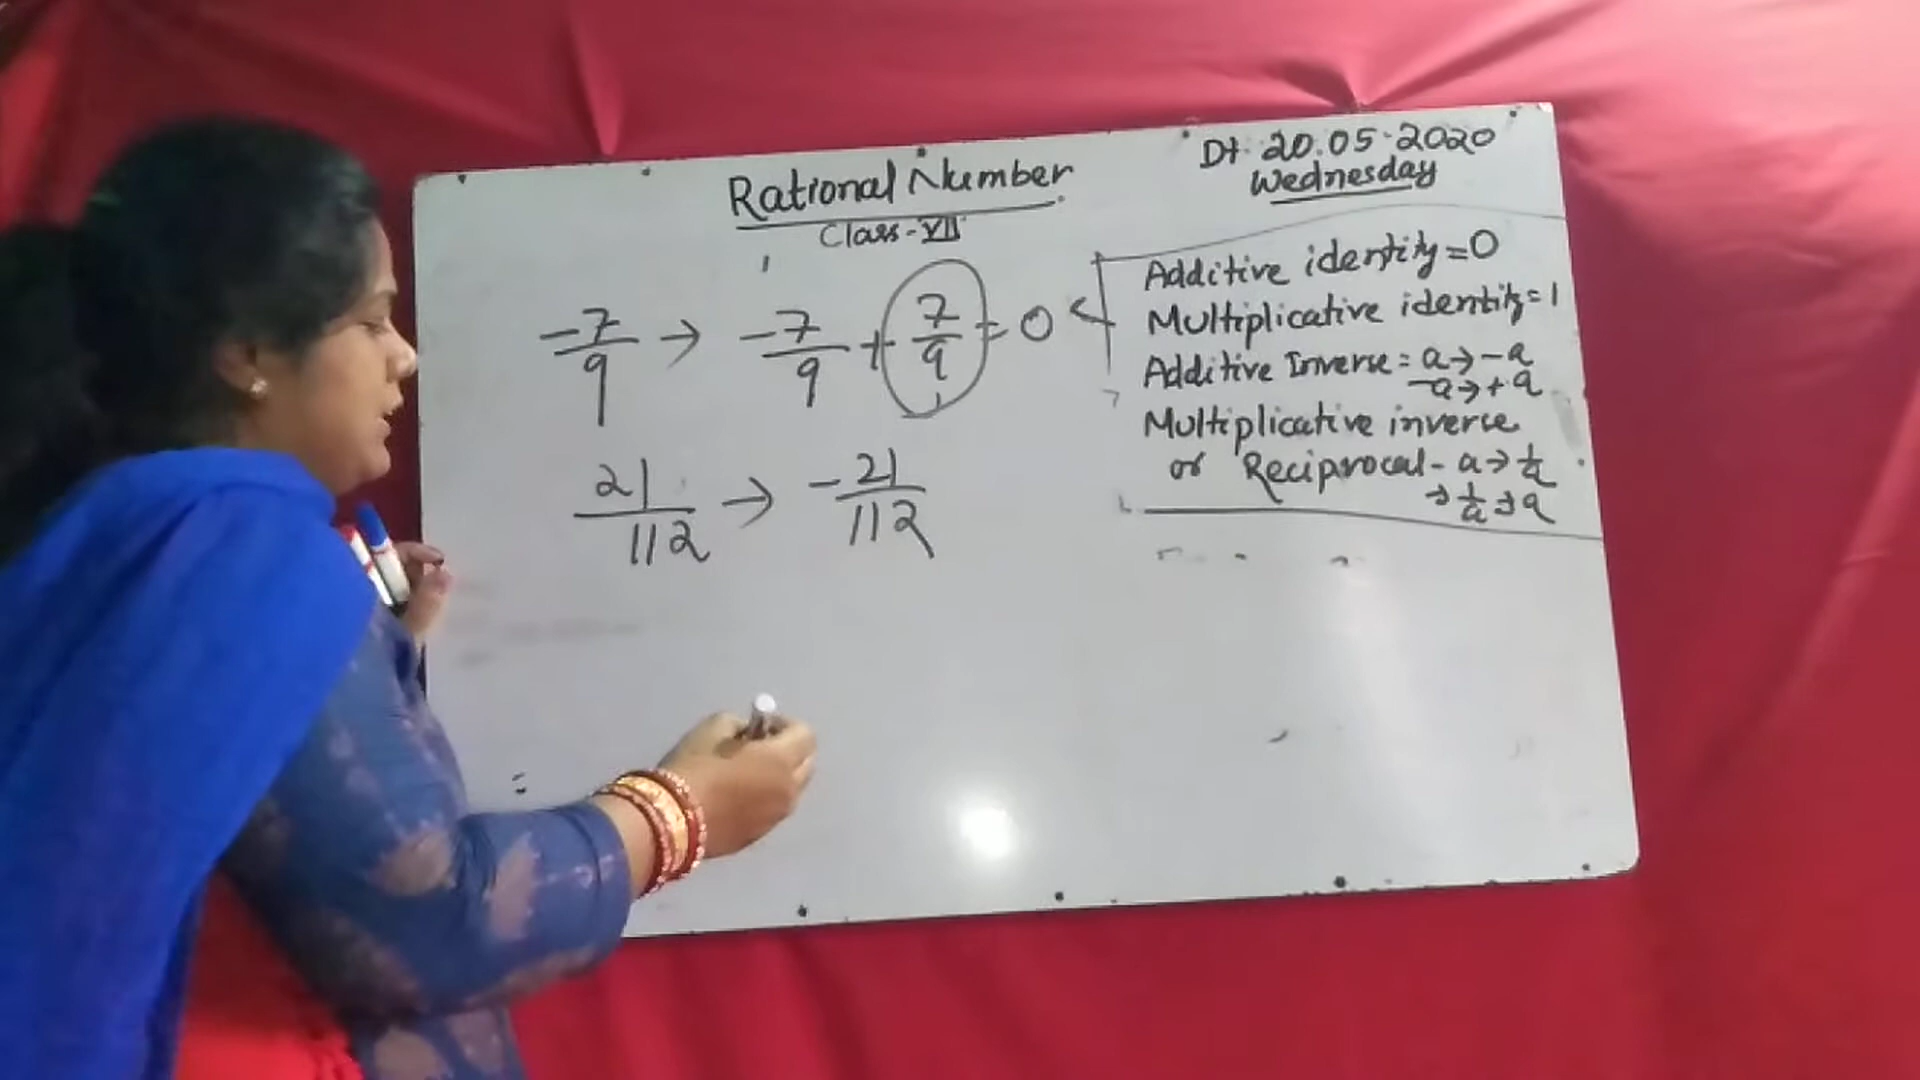 Rational Number
Class-VII
Dt: 20.05.2020
Wednesday
-7/9 → -7/9 + 7/9 = 0
21/112 → -21/112
Additive identity = 0
Multiplicative identity = 1
Additive Inverse = a → -a
-a → +a
Multiplicative inverse
or Reciprocal - a → 1/a
→ 1/a → a